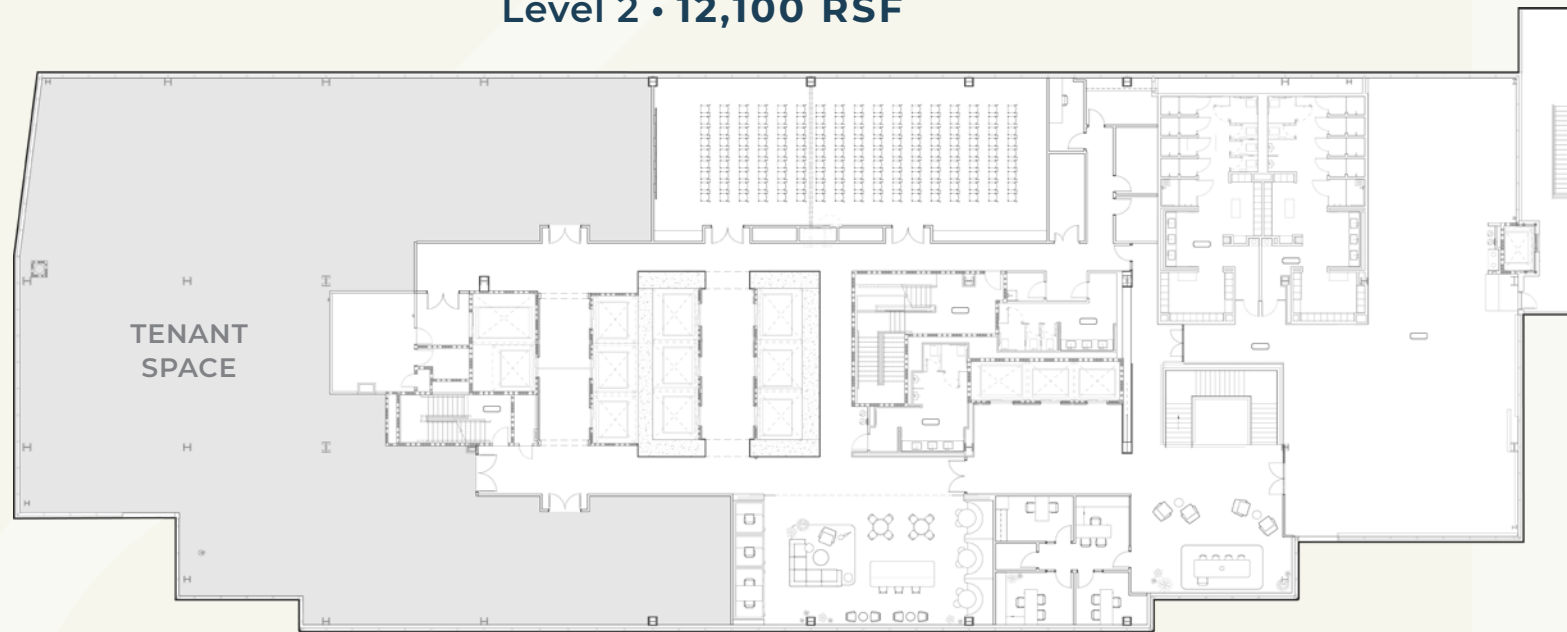 Level 2 • 12,100 RSF
TENANT
SPACE